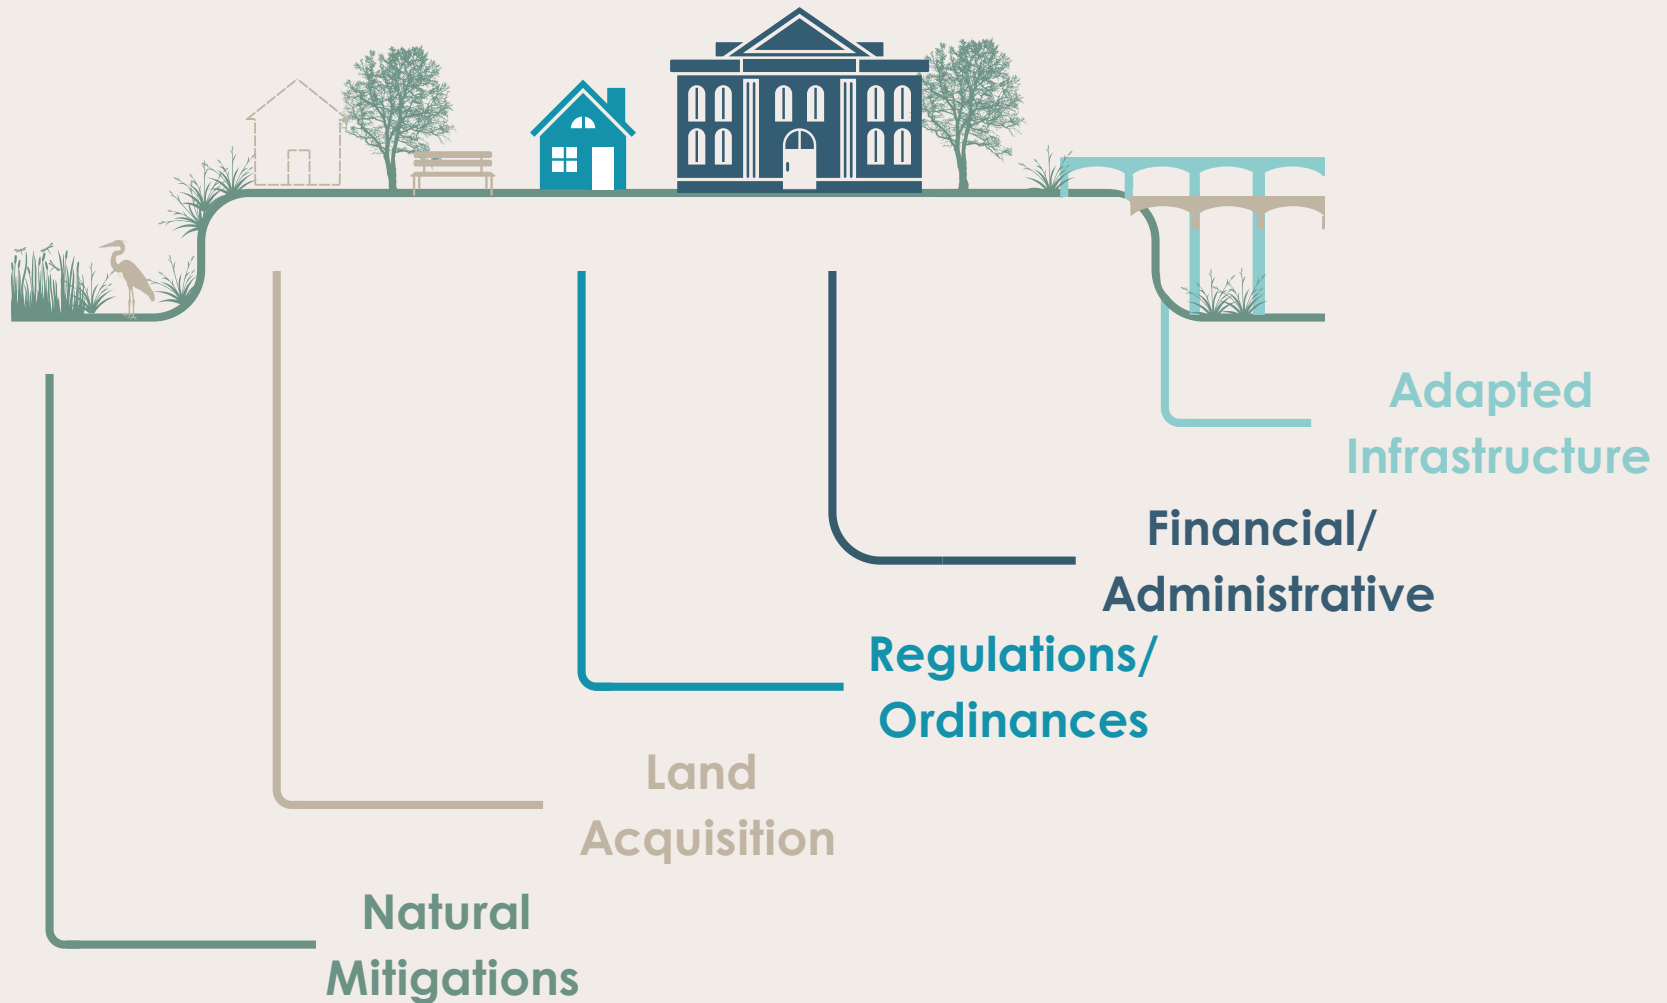 Adapted
Infrastructure
Financial/
Administrative
Regulations/
Ordinances
Land
Acquisition
Natural
Mitigations